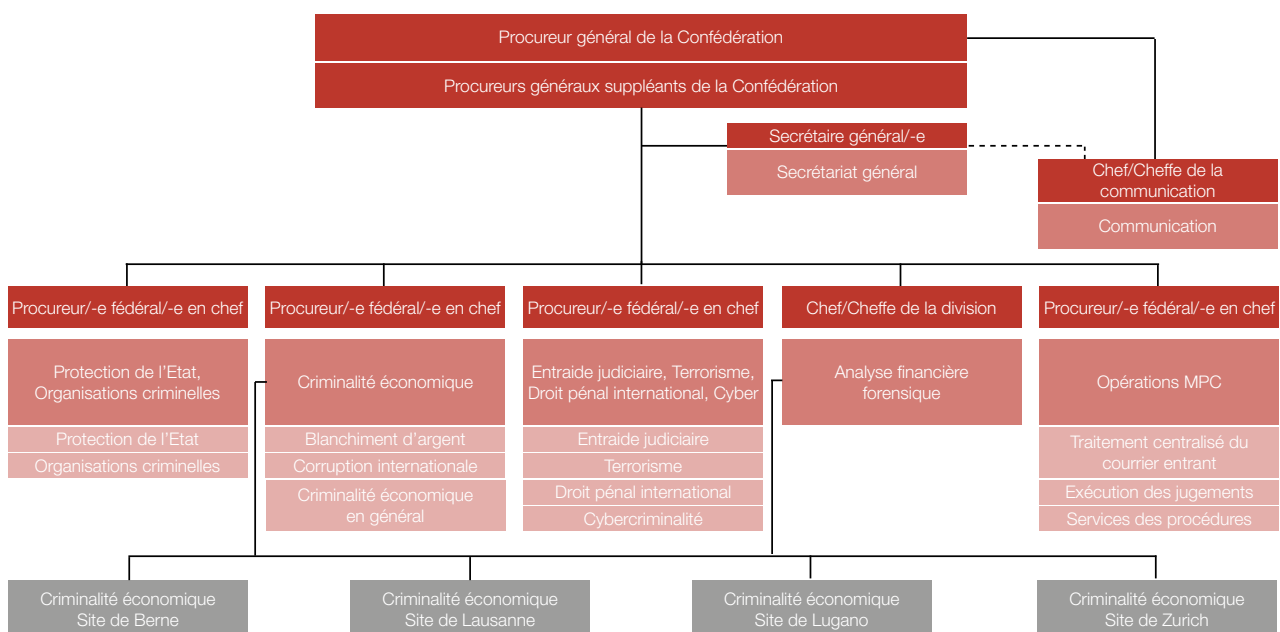 Procureur général de la Confédération
Procureurs généraux suppléants de la Confédération
Secrétaire général/-e
Secrétariat général
Chef/Cheffe de la
communication
Communication
Procureur/-e fédéral/-e en chef
Protection de l'Etat,
Organisations criminelles
Protection de l'Etat
Organisations criminelles
Procureur/-e fédéral/-e en chef
Criminalité économique
Blanchiment d'argent
Corruption internationale
Criminalité économique
en général
Procureur/-e fédéral/-e en chef
Entraide judiciaire, Terrorisme,
Droit pénal international, Cyber
Entraide judiciaire
Terrorisme
Droit pénal international
Cybercriminalité
Chef/Cheffe de la division
Analyse financière
forensique
Procureur/-e fédéral/-e en chef
Opérations MPC
Traitement centralisé du
courrier entrant
Exécution des jugements
Services des procédures
Criminalité économique
Site de Berne
Criminalité économique
Site de Lausanne
Criminalité économique
Site de Lugano
Criminalité économique
Site de Zurich